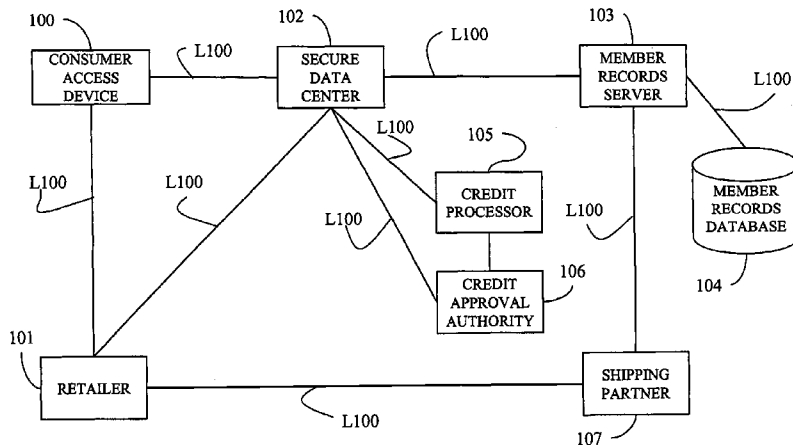 100
102
103
L100
L100
CONSUMER
ACCESS
DEVICE
SECURE
DATA
CENTER
MEMBER
RECORDS
SERVER
L100
L100
105
L100
L100
L100
CREDIT
PROCESSOR
L100
MEMBER
RECORDS
DATABASE
106
CREDIT
APPROVAL
AUTHORITY
104
101
RETAILER
SHIPPING
PARTNER
L100
107